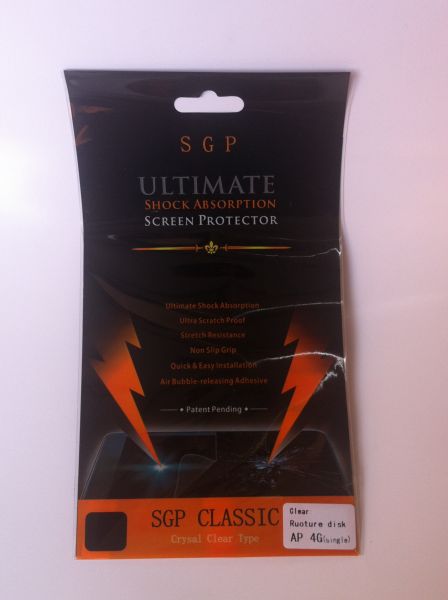 SGP
ULTIMATE
SHOCK ABSORPTION
SCREEN PROTECTOR
Ultimate Shock Absorption
Ultra Scratch Proof
Stretch Resistance
Non Slip Grip
Quick & Easy Installation
Air Bubble-releasing Adhesive
Patent Pending
SGP CLASSIC
Crysal Clear Type
Clear
Ruoture disk
AP 4G(single)